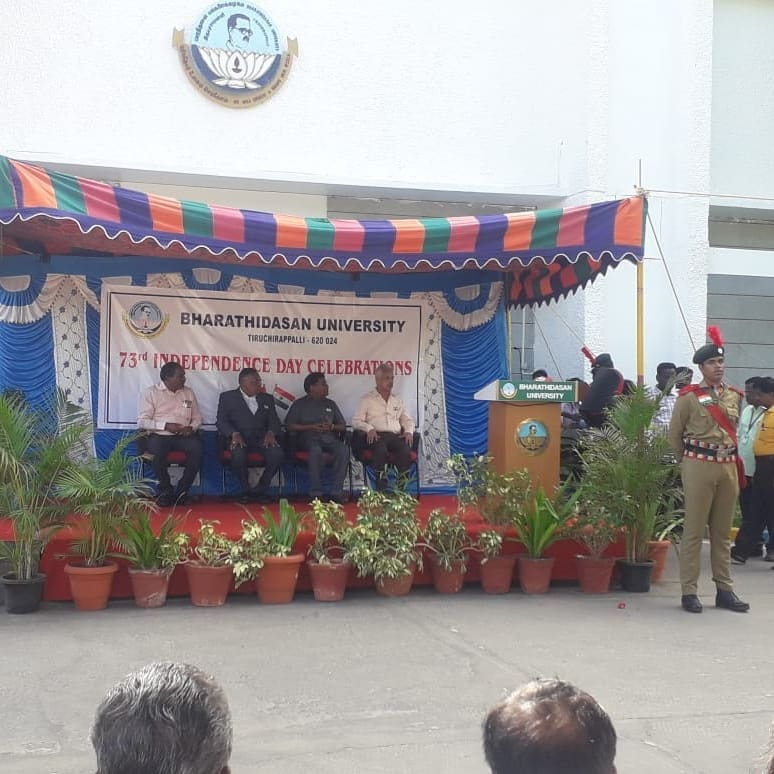 BHARATHIDASAN UNIVERSITY
TIRUCHIRAPPALLI - 620 024
73rd INDEPENDENCE DAY CELEBRATIONS
BHARATHIDASAN
UNIVERSITY